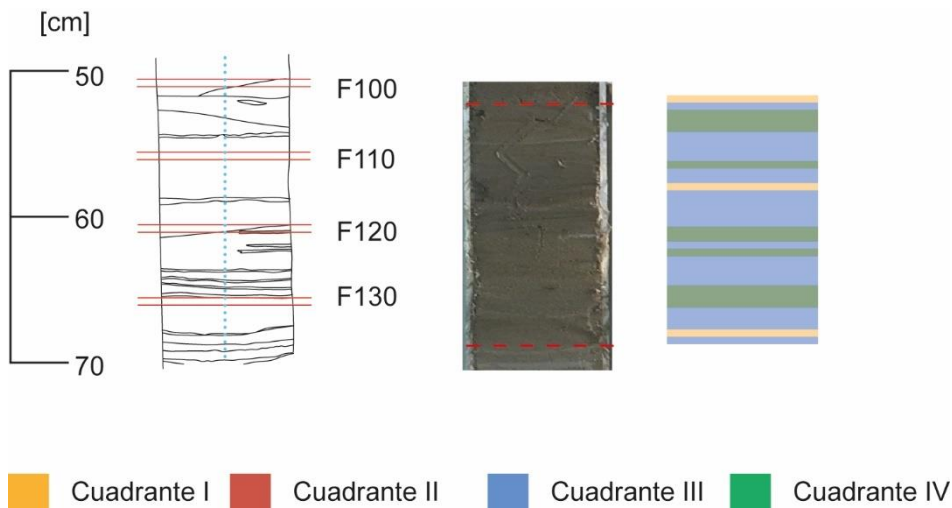 [cm]
50
F100
F110
60
F120
F130
70
Cuadrante I
Cuadrante II
Cuadrante III
Cuadrante IV